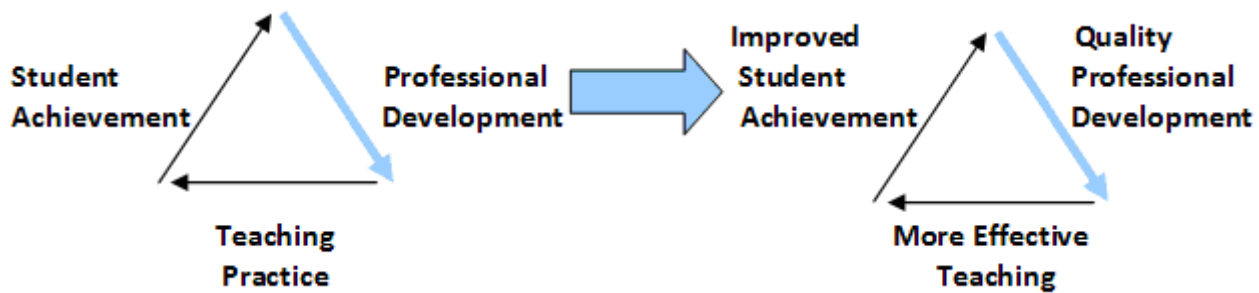 Student
Achievement
Professional
Development
Teaching
Practice
Improved
Student
Achievement
Quality
Professional
Development
More Effective
Teaching